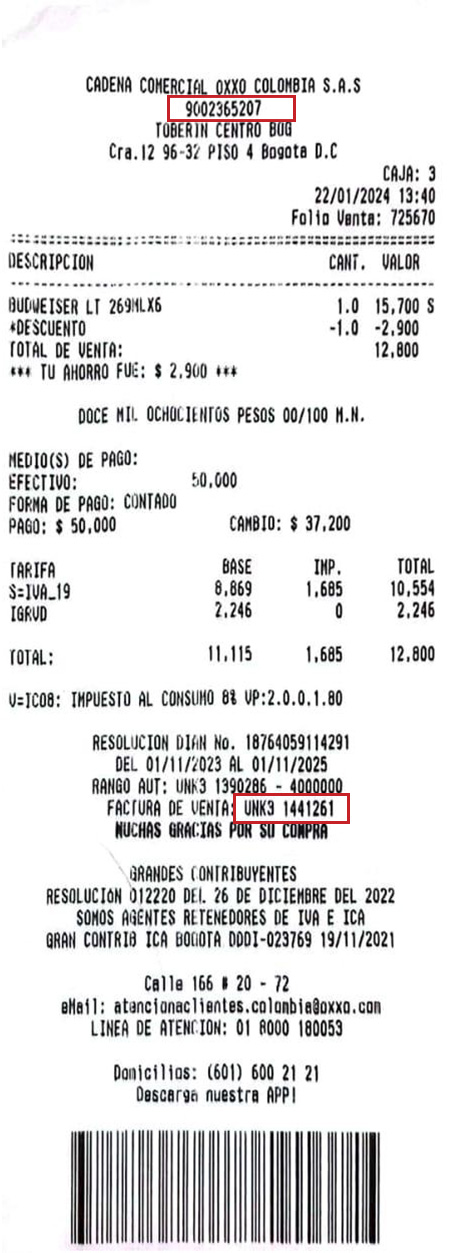 CADENA COMERCIAL OXXO COLOMBIA S.A.S
9002365207
TOBERIN CENTRO BOG
Cra.12 96-32 PISO 4 Bogota D.C
CAJA: 3
22/01/2024 13:40
Folio Venta: 725670
DESCRIPCION CANT. VALOR
BUDWEISER LT 269MLX6 1.0 15,700 S
*DESCUENTO -1.0 -2,900
TOTAL DE VENTA: 12,800
*** TU AHORRO FUE: $ 2,900 ***
DOCE MIL OCHOCIENTOS PESOS 00/100 M.N.
MEDIO(S) DE PAGO:
EFECTIVO: 50,000
FORMA DE PAGO: CONTADO
PAGO: $ 50,000 CAMBIO: $ 37,200
TARIFA BASE IMP. TOTAL
S=IVA_19 8,869 1,685 10,554
IGRVD 2,246 0 2,246
TOTAL: 11,115 1,685 12,800
V=IC08: IMPUESTO AL CONSUMO 8% VP:2.0.0.1.80
RESOLUCION DIAN No. 18764059114291
DEL 01/11/2023 AL 01/11/2025
RANGO AUT: UNK3 1390286 - 4000000
FACTURA DE VENTA: UNK3 1441261
MUCHAS GRACIAS POR SU COMPRA
GRANDES CONTRIBUYENTES
RESOLUCION 012220 DEL 26 DE DICIEMBRE DEL 2022
SOMOS AGENTES RETENEDORES DE IVA E ICA
GRAN CONTRIB ICA BOGOTA DDDI-023769 19/11/2021
Calle 166 # 20 - 72
eMail: atencionaclientes.colombia@oxxo.com
LINEA DE ATENCION: 01 8000 180053
Domicilios: (601) 600 21 21
Descarga nuestra APP!